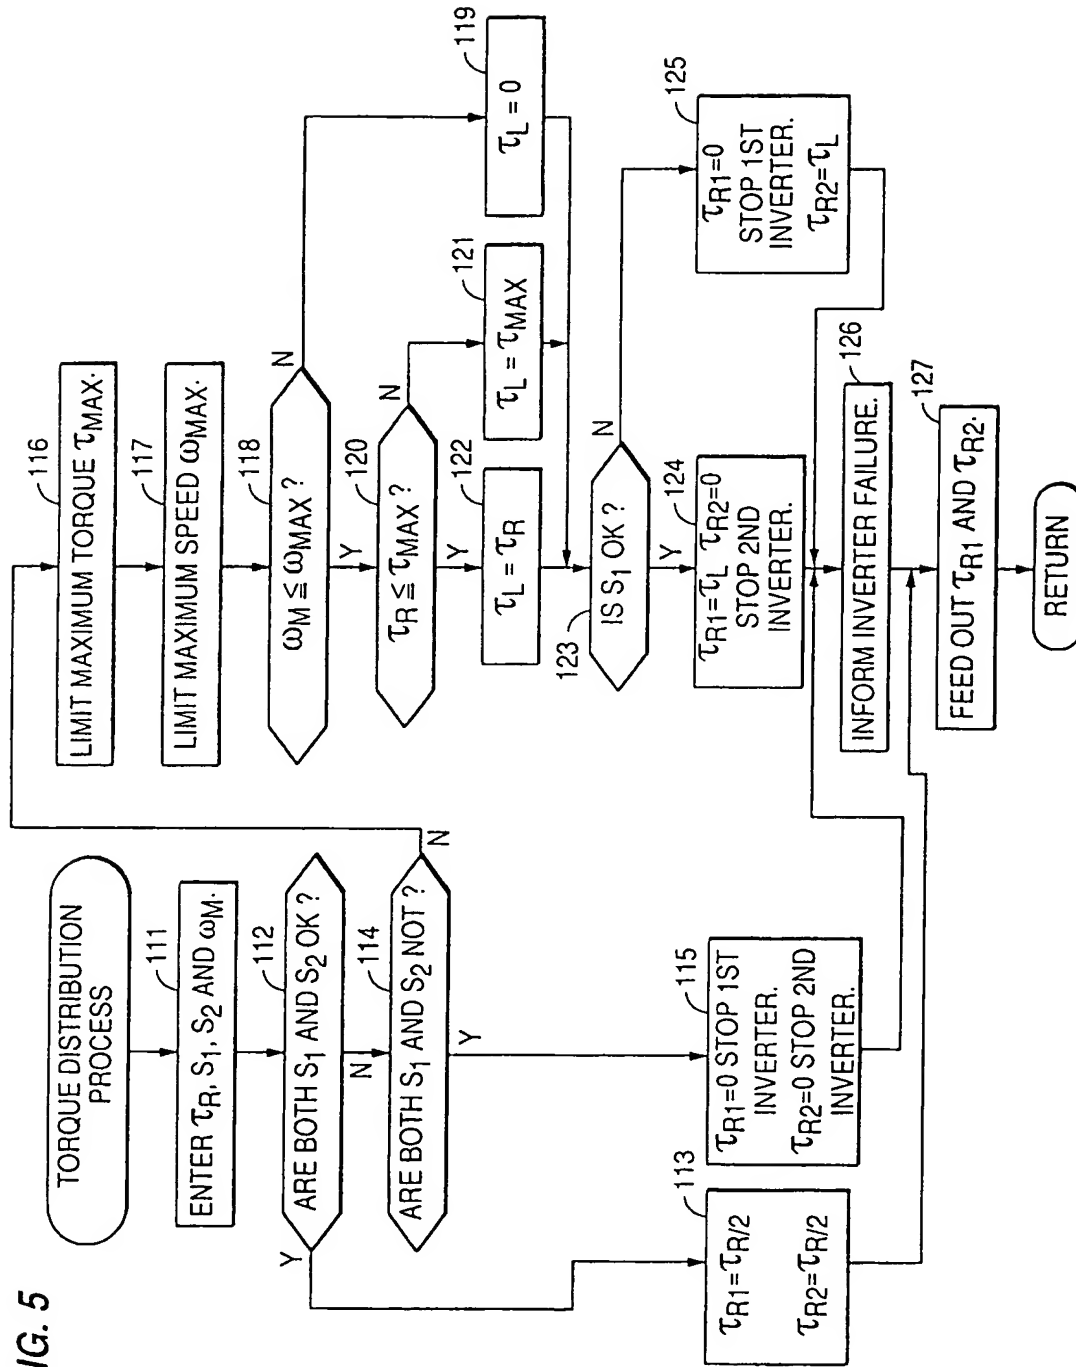 IG. 5
TORQUE DISTRIBUTION
PROCESS
111
ENTER τR, S1, S2 AND ωM.
112
ARE BOTH S1 AND S2 OK?
Y
N
114
ARE BOTH S1 AND S2 NOT?
N
Y
113
τR1=τR/2
τR2=τR/2
115
τR1=0 STOP 1ST
INVERTER.
τR2=0 STOP 2ND
INVERTER.
116
LIMIT MAXIMUM TORQUE τMAX.
117
LIMIT MAXIMUM SPEED ωMAX.
118
ωM ≦ ωMAX?
N
Y
120
τR ≦ τMAX?
N
Y
122
τL = τR
121
τL = τMAX
119
τL = 0
123
IS S1 OK?
N
Y
124
τR1=τL τR2=0
STOP 2ND
INVERTER.
125
τR1=0
STOP 1ST
INVERTER.
τR2=τL
126
INFORM INVERTER FAILURE.
127
FEED OUT τR1 AND τR2.
RETURN